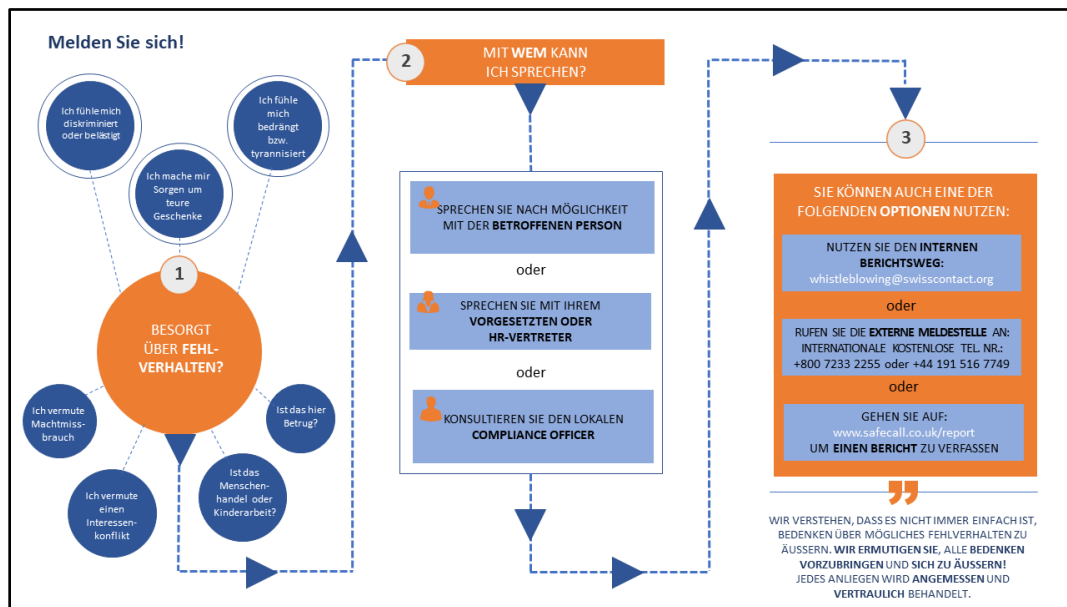 Melden Sie sich!
Ich fühle mich
diskriminiert
oder belästigt
Ich fühle
mich
bedrängt
bzw.
tyrannisiert
Ich mache mir
Sorgen um
teure
Geschenke
1
BESORGT
ÜBER FEHL-
VERHALTEN?
Ich vermute
Machtmiss-
brauch
Ist das hier
Betrug?
Ich vermute
einen
Interessen-
konflikt
Ist das
Menschen-
handel oder
Kinderarbeit?
2
MIT WEM KANN
ICH SPRECHEN?
SPRECHEN SIE NACH MÖGLICHKEIT
MIT DER BETROFFENEN PERSON
oder
SPRECHEN SIE MIT IHREM
VORGESETZTEN ODER
HR-VERTRETER
oder
KONSULTIEREN SIE DEN LOKALEN
COMPLIANCE OFFICER
3
SIE KÖNNEN AUCH EINE DER
FOLGENDEN OPTIONEN NUTZEN:
NUTZEN SIE DEN INTERNEN
BERICHTSWEG:
whistleblowing@swisscontact.org
oder
RUFEN SIE DIE EXTERNE MELDESTELLE AN:
INTERNATIONALE KOSTENLOSE TEL. NR.:
+800 7233 2255 oder +44 191 516 7749
oder
GEHEN SIE AUF:
www.safecall.co.uk/report
UM EINEN BERICHT ZU VERFASSEN
WIR VERSTEHEN, DASS ES NICHT IMMER EINFACH IST,
BEDENKEN ÜBER MÖGLICHES FEHLVERHALTEN ZU
ÄUSSERN. WIR ERMUTIGEN SIE, ALLE BEDENKEN
VORZUBRINGEN UND SICH ZU ÄUSSERN!
JEDES ANLIEGEN WIRD ANGEMESSEN UND
VERTRAULICH BEHANDELT.